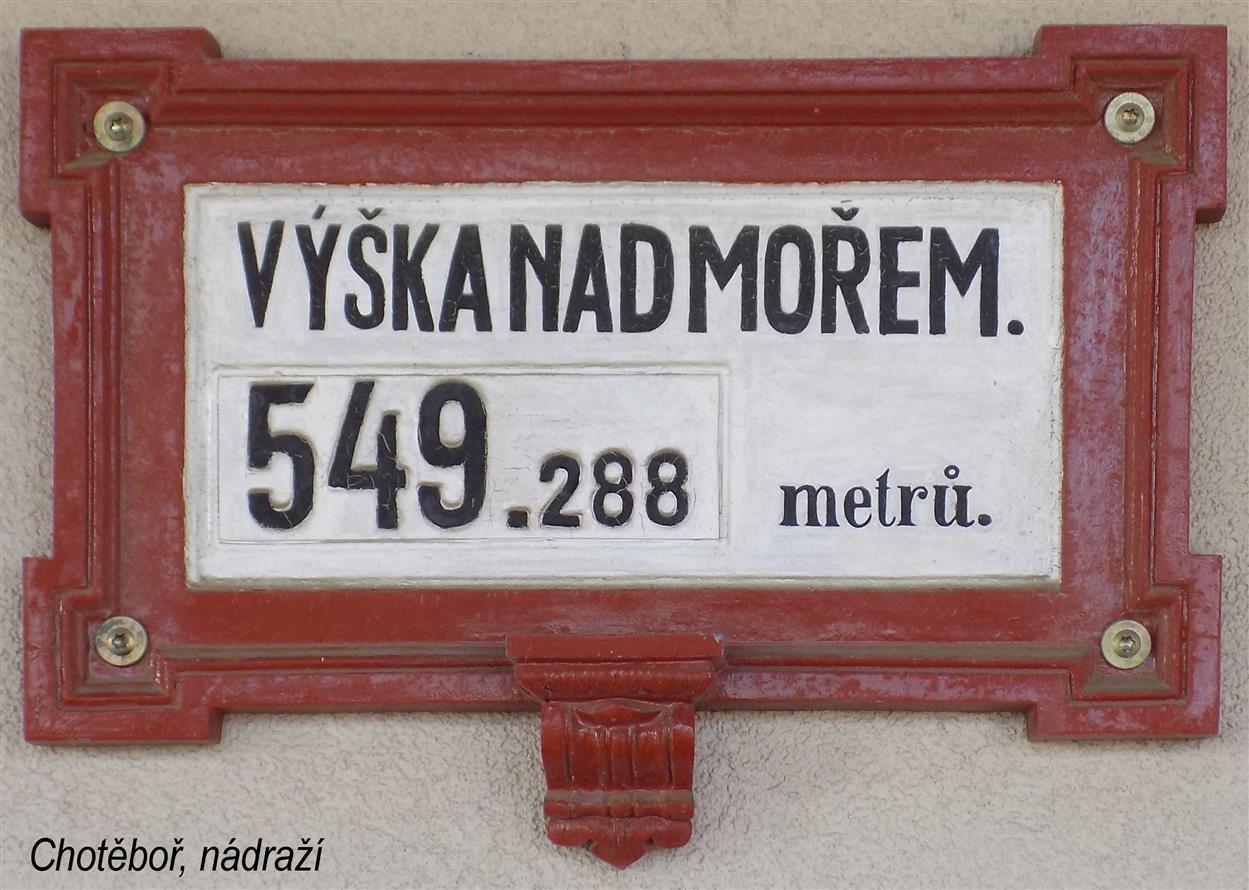 VÝŠKA NAD MOŘEM.
549.288 metrů.
Chotěboř, nádraží